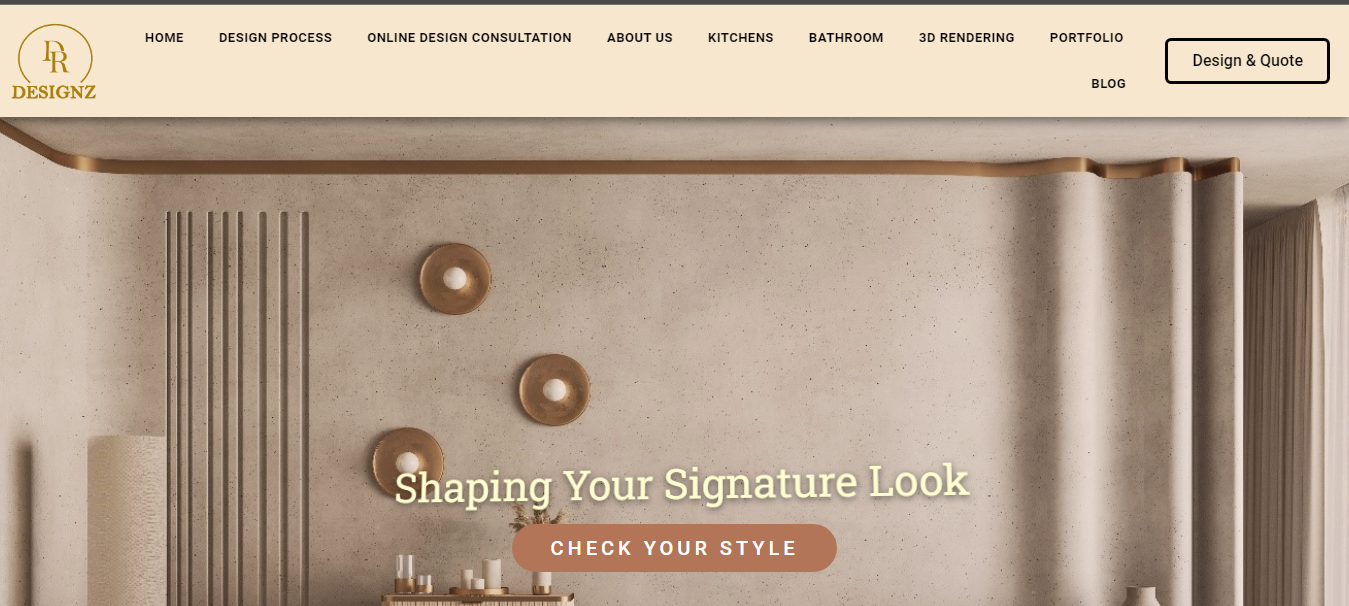 DR
DESIGNZ
HOME DESIGN PROCESS ONLINE DESIGN CONSULTATION ABOUT US KITCHENS BATHROOM 3D RENDERING PORTFOLIO
BLOG
Design & Quote
Shaping Your Signature Look
CHECK YOUR STYLE